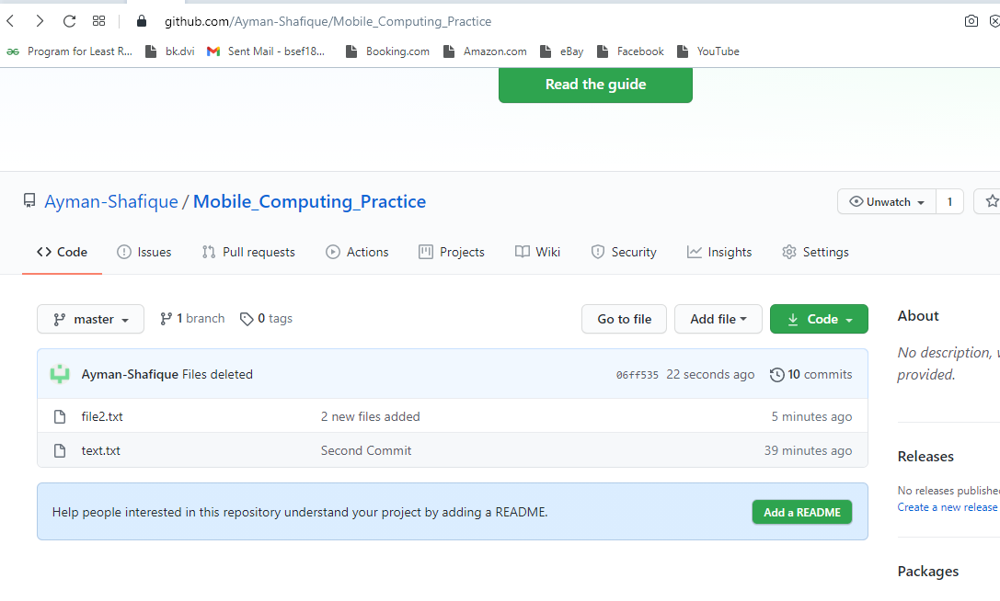 github.com/Ayman-Shafique/Mobile_Computing_Practice
Program for Least R... bk.dvi Sent Mail - bsef18... Booking.com Amazon.com eBay Facebook YouTube
Read the guide
Ayman-Shafique / Mobile_Computing_Practice
Unwatch 1
Code Issues Pull requests Actions Projects Wiki Security Insights Settings
master 1 branch 0 tags Go to file Add file Code
Ayman-Shafique Files deleted 06ff535 22 seconds ago 10 commits
file2.txt 2 new files added 5 minutes ago
text.txt Second Commit 39 minutes ago
Help people interested in this repository understand your project by adding a README. Add a README
About
No description,
provided.
Releases
No releases published
Create a new release
Packages